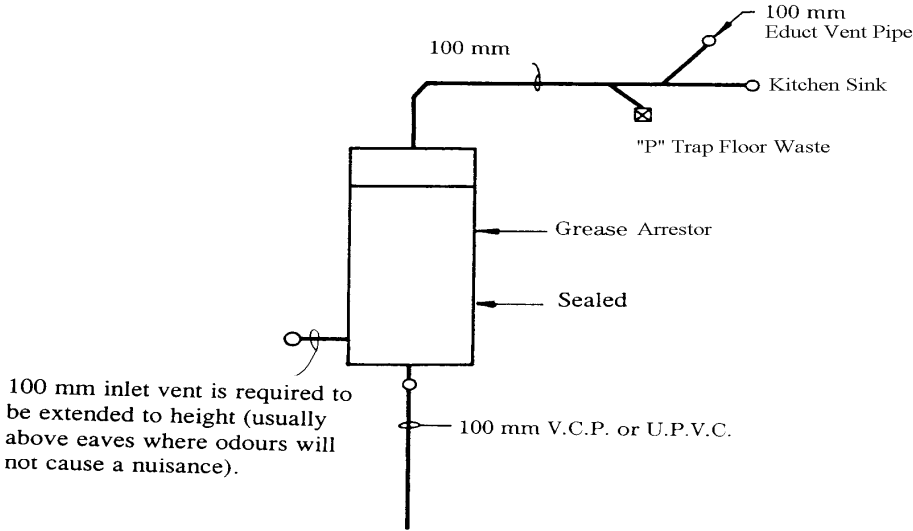 100 mm
Educt Vent Pipe
100 mm
Kitchen Sink
"P" Trap Floor Waste
Grease Arrestor
Sealed
100 mm inlet vent is required to
be extended to height (usually
above eaves where odours will
not cause a nuisance).
100 mm V.C.P. or U.P.V.C.